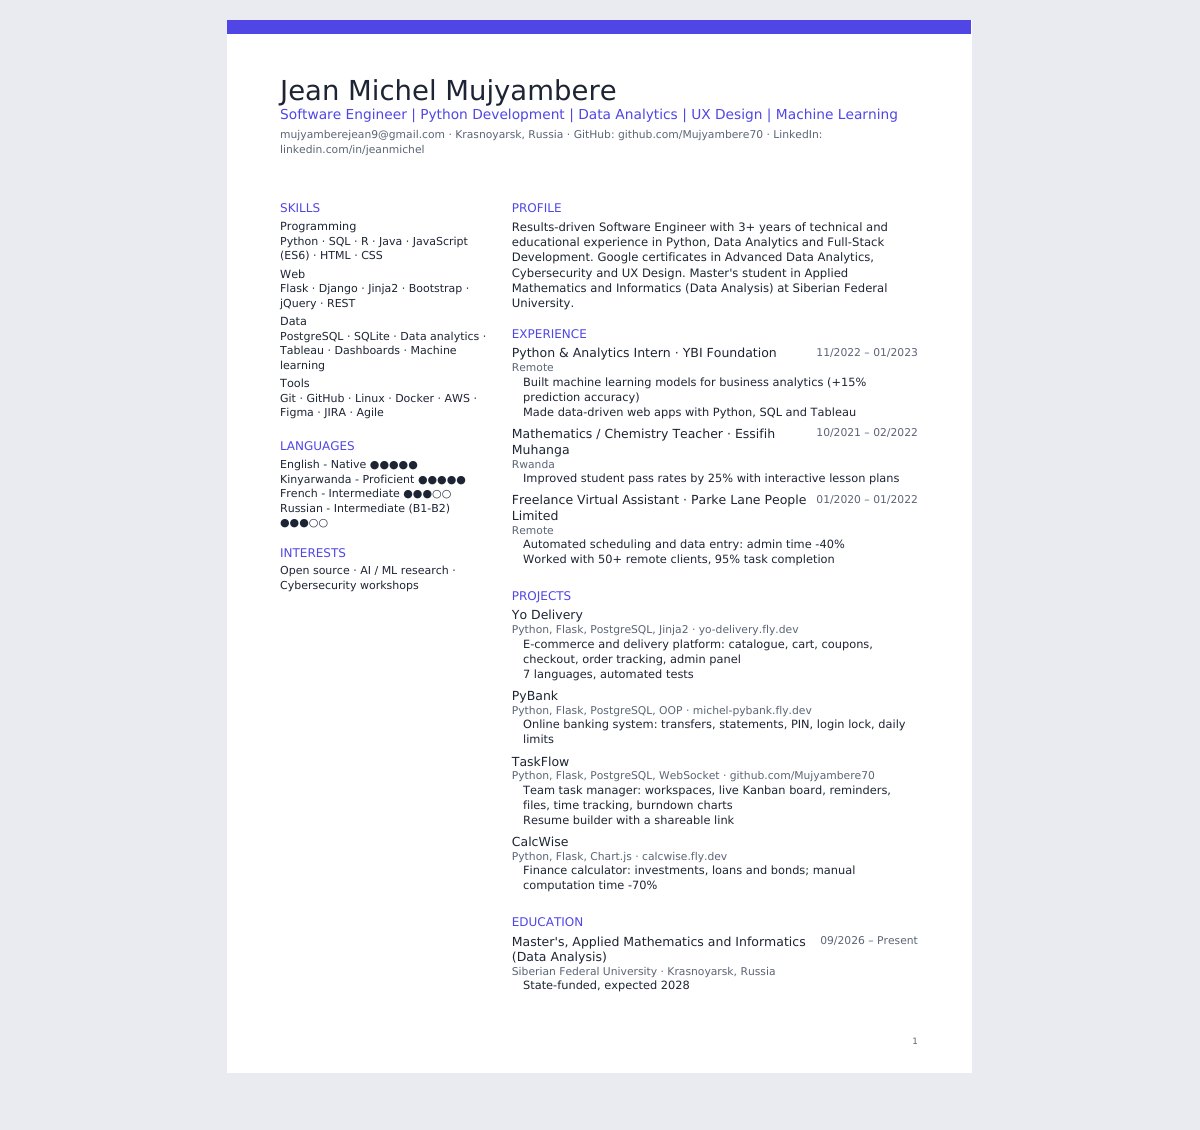 Jean Michel Mujyambere
Software Engineer | Python Development | Data Analytics | UX Design | Machine Learning
mujyamberejean9@gmail.com · Krasnoyarsk, Russia · GitHub: github.com/Mujyambere70 · LinkedIn:
linkedin.com/in/jeanmichel
SKILLS
Programming
Python · SQL · R · Java · JavaScript
(ES6) · HTML · CSS
Web
Flask · Django · Jinja2 · Bootstrap ·
jQuery · REST
Data
PostgreSQL · SQLite · Data analytics ·
Tableau · Dashboards · Machine
learning
Tools
Git · GitHub · Linux · Docker · AWS ·
Figma · JIRA · Agile
LANGUAGES
English - Native ●●●●●
Kinyarwanda - Proficient ●●●●●
French - Intermediate ●●●○○
Russian - Intermediate (B1-B2)
●●●○○
INTERESTS
Open source · AI / ML research ·
Cybersecurity workshops
PROFILE
Results-driven Software Engineer with 3+ years of technical and
educational experience in Python, Data Analytics and Full-Stack
Development. Google certificates in Advanced Data Analytics,
Cybersecurity and UX Design. Master's student in Applied
Mathematics and Informatics (Data Analysis) at Siberian Federal
University.
EXPERIENCE
Python & Analytics Intern · YBI Foundation 11/2022 – 01/2023
Remote
Built machine learning models for business analytics (+15%
prediction accuracy)
Made data-driven web apps with Python, SQL and Tableau
Mathematics / Chemistry Teacher · Essifih 10/2021 – 02/2022
Muhanga
Rwanda
Improved student pass rates by 25% with interactive lesson plans
Freelance Virtual Assistant · Parke Lane People 01/2020 – 01/2022
Limited
Remote
Automated scheduling and data entry: admin time -40%
Worked with 50+ remote clients, 95% task completion
PROJECTS
Yo Delivery
Python, Flask, PostgreSQL, Jinja2 · yo-delivery.fly.dev
E-commerce and delivery platform: catalogue, cart, coupons,
checkout, order tracking, admin panel
7 languages, automated tests
PyBank
Python, Flask, PostgreSQL, OOP · michel-pybank.fly.dev
Online banking system: transfers, statements, PIN, login lock, daily
limits
TaskFlow
Python, Flask, PostgreSQL, WebSocket · github.com/Mujyambere70
Team task manager: workspaces, live Kanban board, reminders,
files, time tracking, burndown charts
Resume builder with a shareable link
CalcWise
Python, Flask, Chart.js · calcwise.fly.dev
Finance calculator: investments, loans and bonds; manual
computation time -70%
EDUCATION
Master's, Applied Mathematics and Informatics 09/2026 – Present
(Data Analysis)
Siberian Federal University · Krasnoyarsk, Russia
State-funded, expected 2028
1